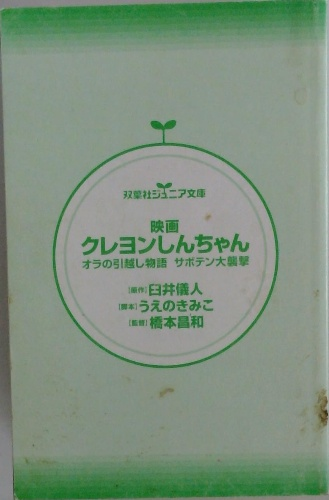 双葉社ジュニア文庫
映画
クレヨンしんちゃん
オラの引越し物語 サボテン大襲撃
[原作]臼井儀人
[脚本]うえのきみこ
[監督]橋本昌和